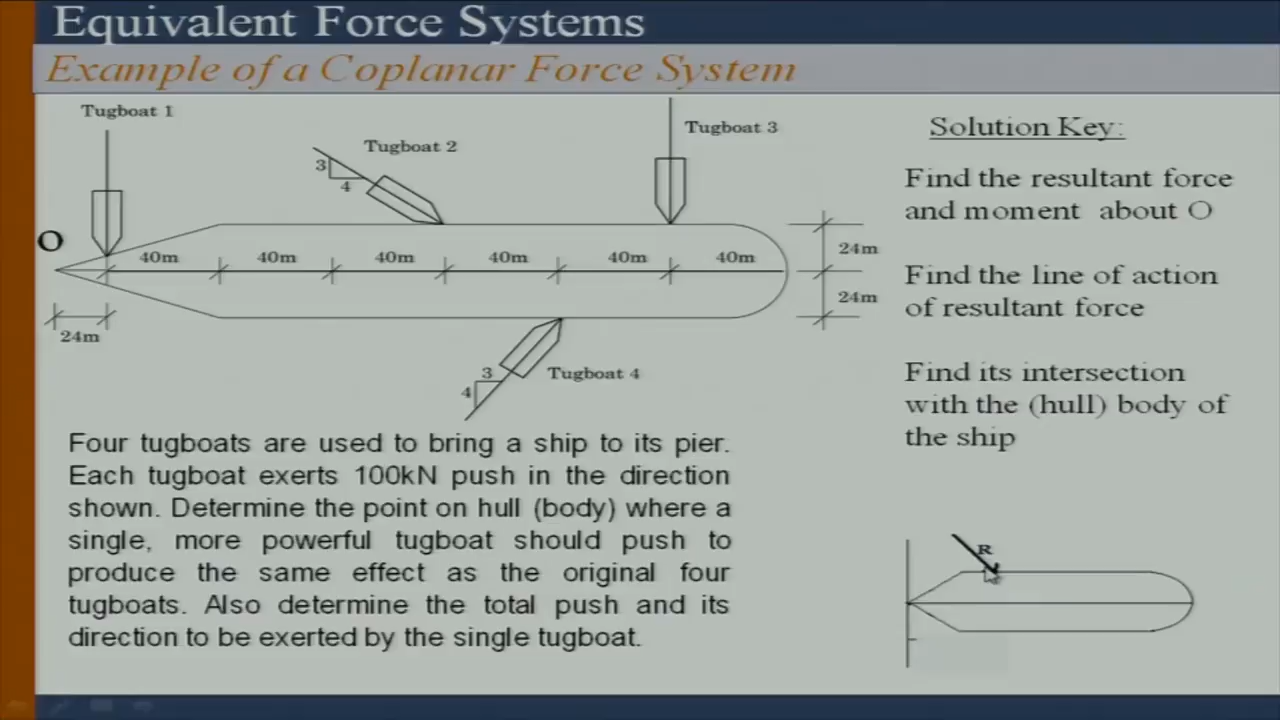 Equivalent Force Systems
Example of a Coplanar Force System
Tugboat 1
Tugboat 2
Tugboat 3
3
4
O
40m
40m
40m
40m
40m
40m
24m
24m
24m
3
4
Tugboat 4
Four tugboats are used to bring a ship to its pier.
Each tugboat exerts 100kN push in the direction
shown. Determine the point on hull (body) where a
single, more powerful tugboat should push to
produce the same effect as the original four
tugboats. Also determine the total push and its
direction to be exerted by the single tugboat.
Solution Key:
Find the resultant force
and moment about O
Find the line of action
of resultant force
Find its intersection
with the (hull) body of
the ship
R